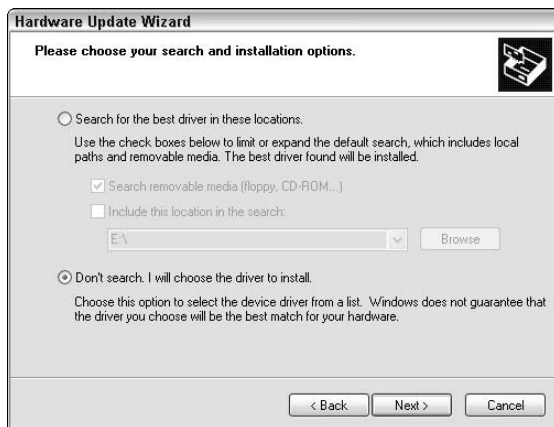 Hardware Update Wizard
Please choose your search and installation options.
Search for the best driver in these locations.
Use the check boxes below to limit or expand the default search, which includes local
paths and removable media. The best driver found will be installed.
Search removable media (floppy, CD-ROM...)
Include this location in the search:
E:\
Browse
Don't search. I will choose the driver to install.
Choose this option to select the device driver from a list. Windows does not guarantee that
the driver you choose will be the best match for your hardware.
< Back
Next >
Cancel